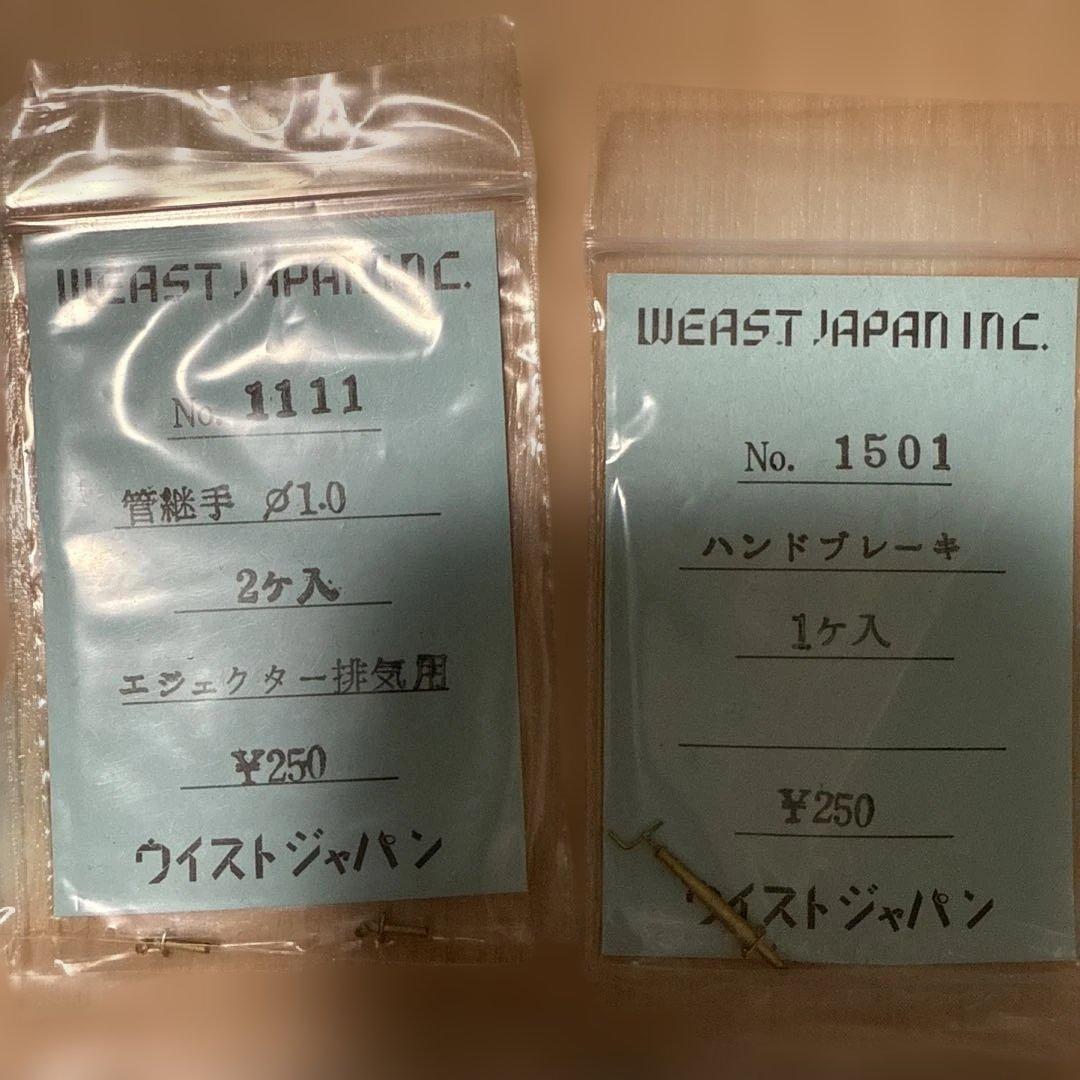 WEAST JAPAN INC.
No. 1111
管継手 ø1.0
2ヶ入
エジェクター排気用
¥250
ウイストジャパン
WEAST JAPAN INC.
No. 1501
ハンドブレーキ
1ヶ入
¥250
ウイストジャパン